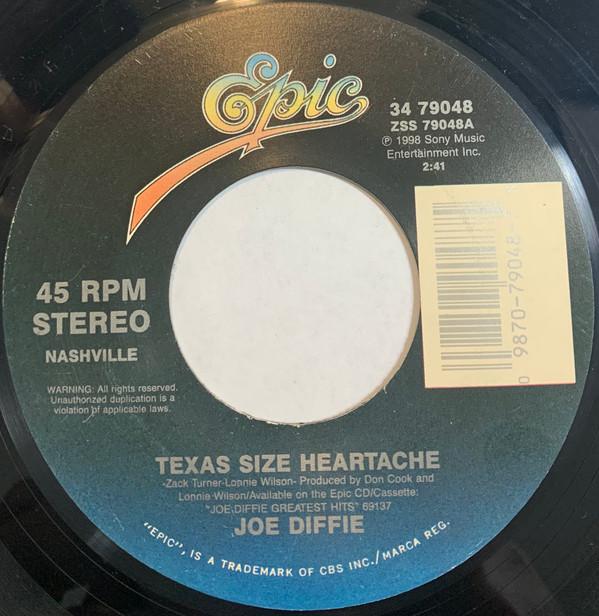 Epic
34 79048
ZSS 79048A
℗ 1998 Sony Music
Entertainment Inc.
2:41
45 RPM
STEREO
NASHVILLE
WARNING: All rights reserved.
Unauthorized duplication is a
violation of applicable laws.
0 9870-79048-
TEXAS SIZE HEARTACHE
-Zack Turner-Lonnie Wilson- Produced by Don Cook and
Lonnie Wilson/Available on the Epic CD/Cassette:
"JOE DIFFIE GREATEST HITS" 69137
JOE DIFFIE
"EPIC", IS A TRADEMARK OF CBS INC./MARCA REG.